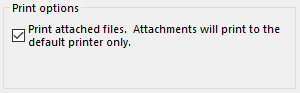 Print options
Print attached files.  Attachments will print to the
default printer only.